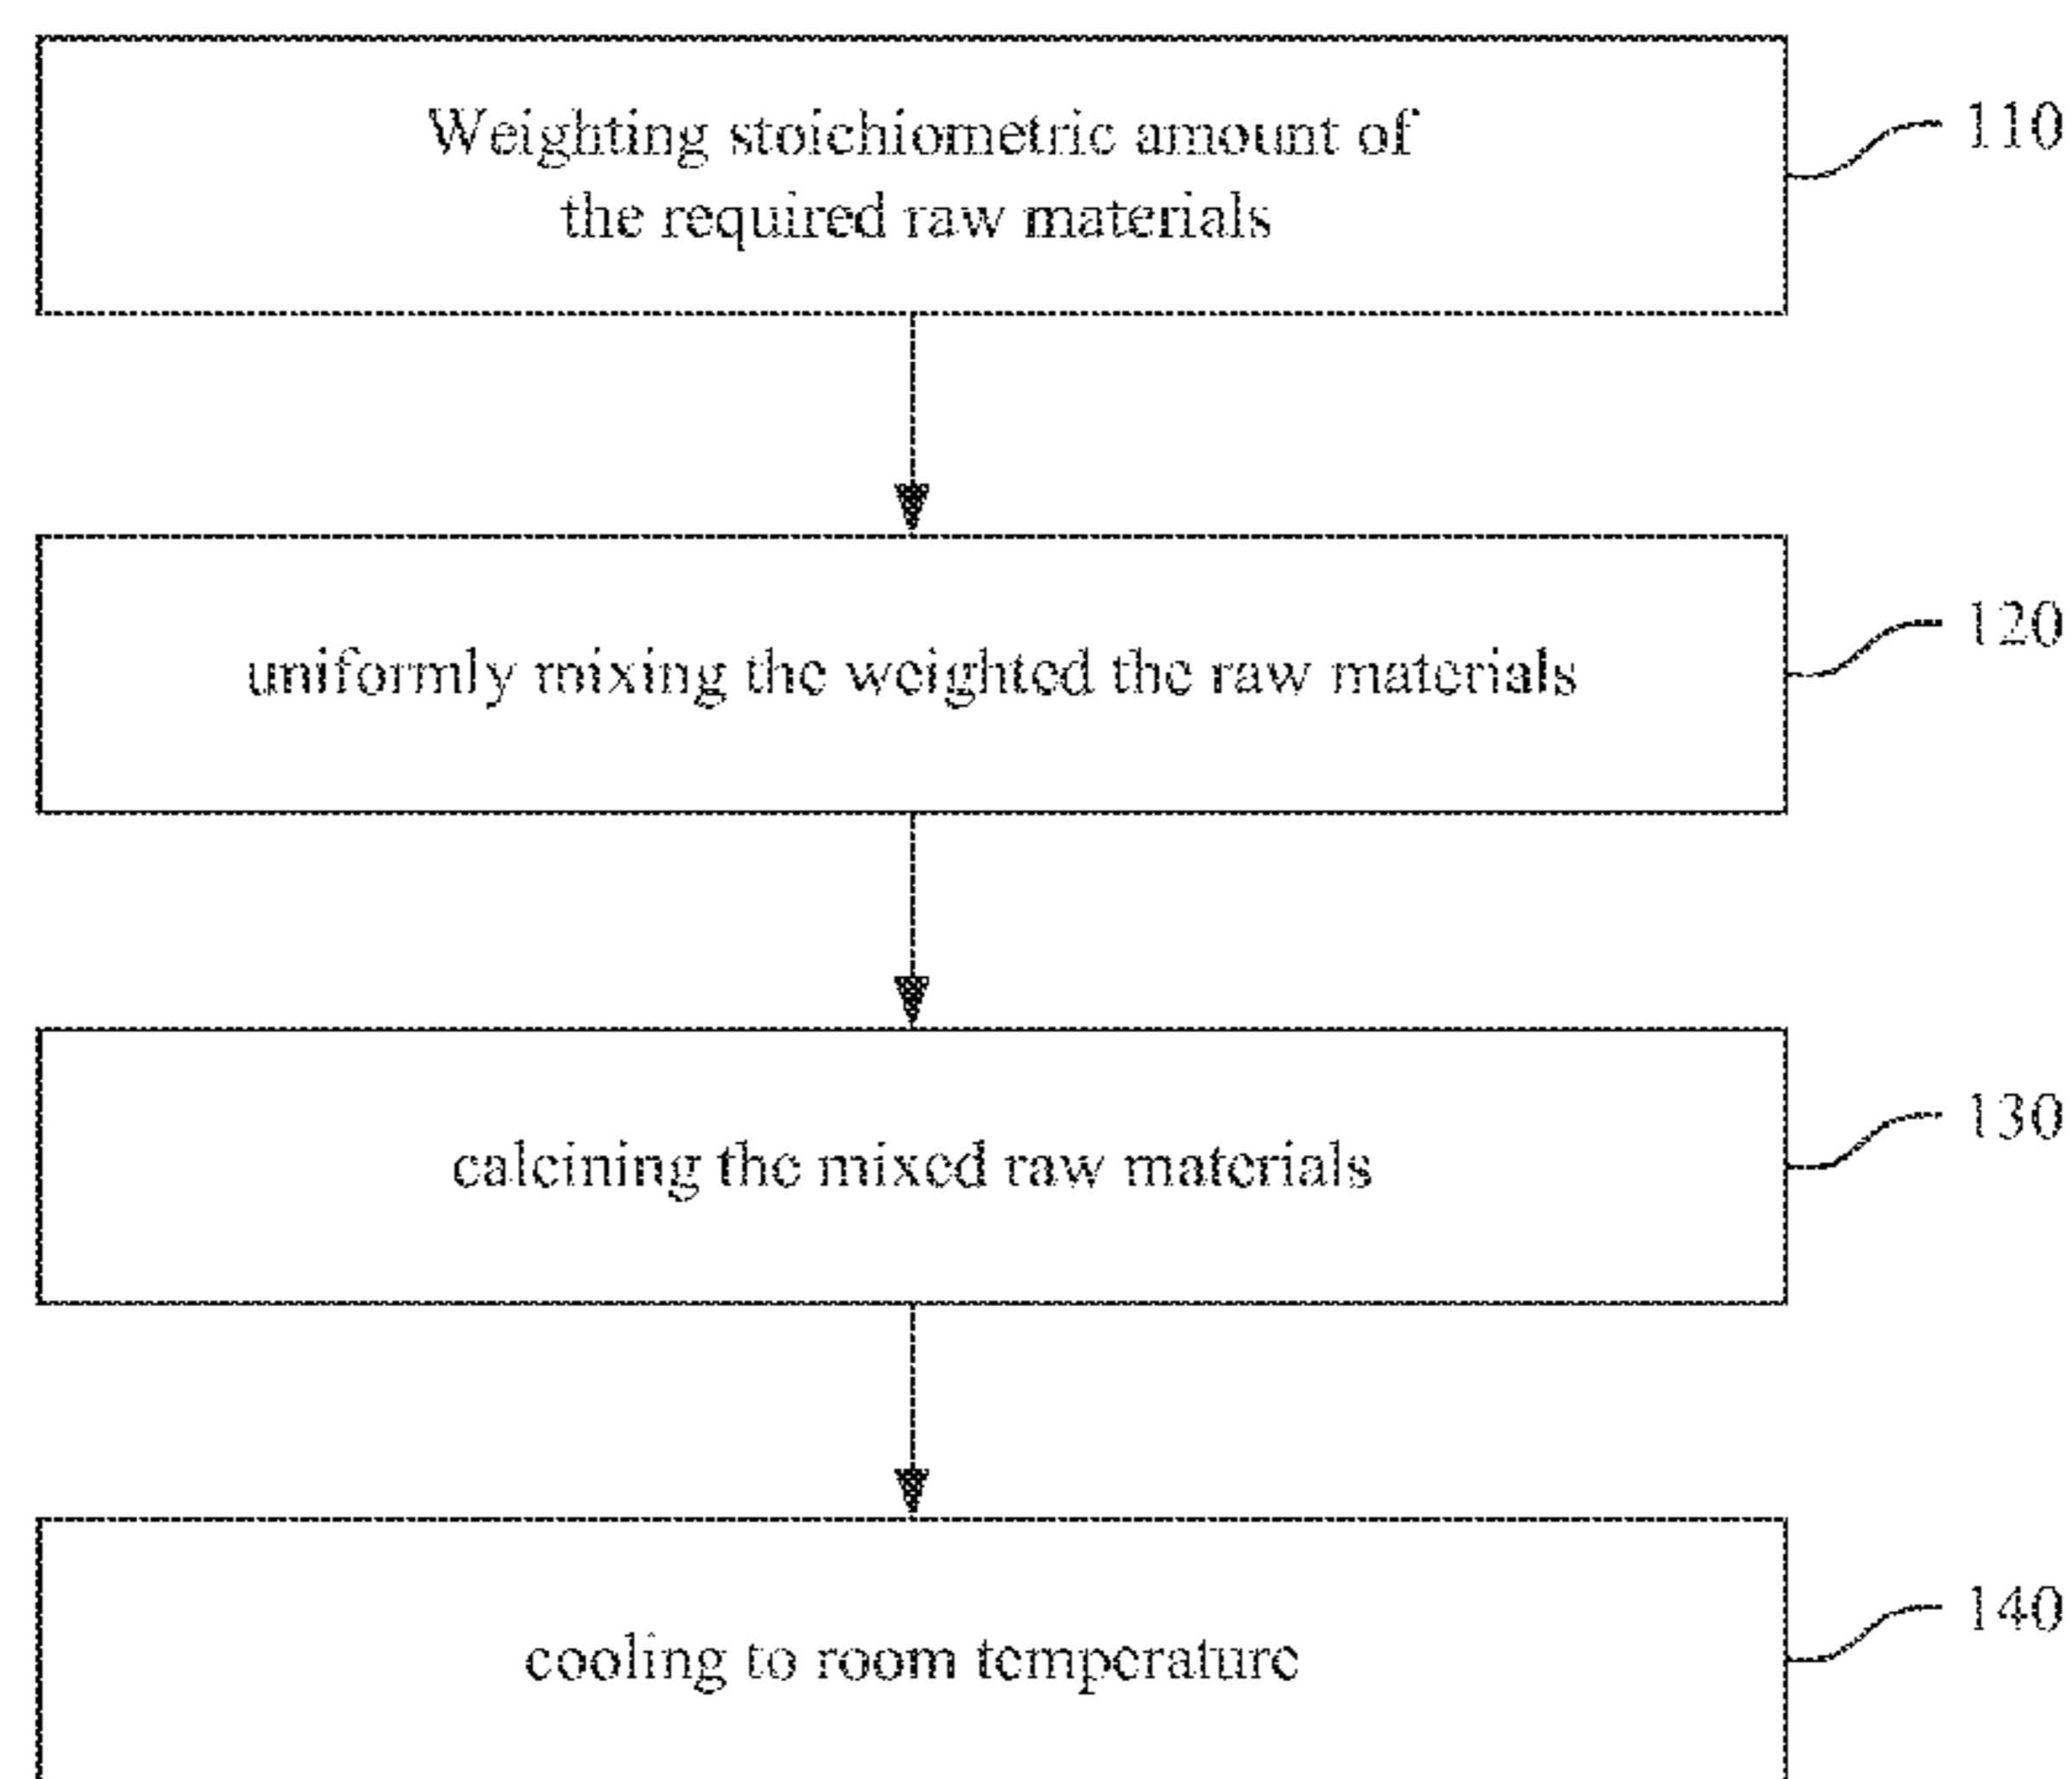 Weighting stoichiometric amount of
the required raw materials
110
uniformly mixing the weighted the raw materials
120
calcining the mixed raw materials
130
cooling to room temperature
140